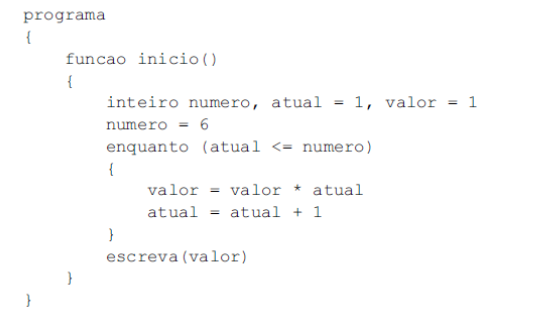 programa
{
funcao inicio()
{
inteiro numero, atual = 1, valor = 1
numero = 6
enquanto (atual <= numero)
{
valor = valor * atual
atual = atual + 1
}
escreva(valor)
}
}